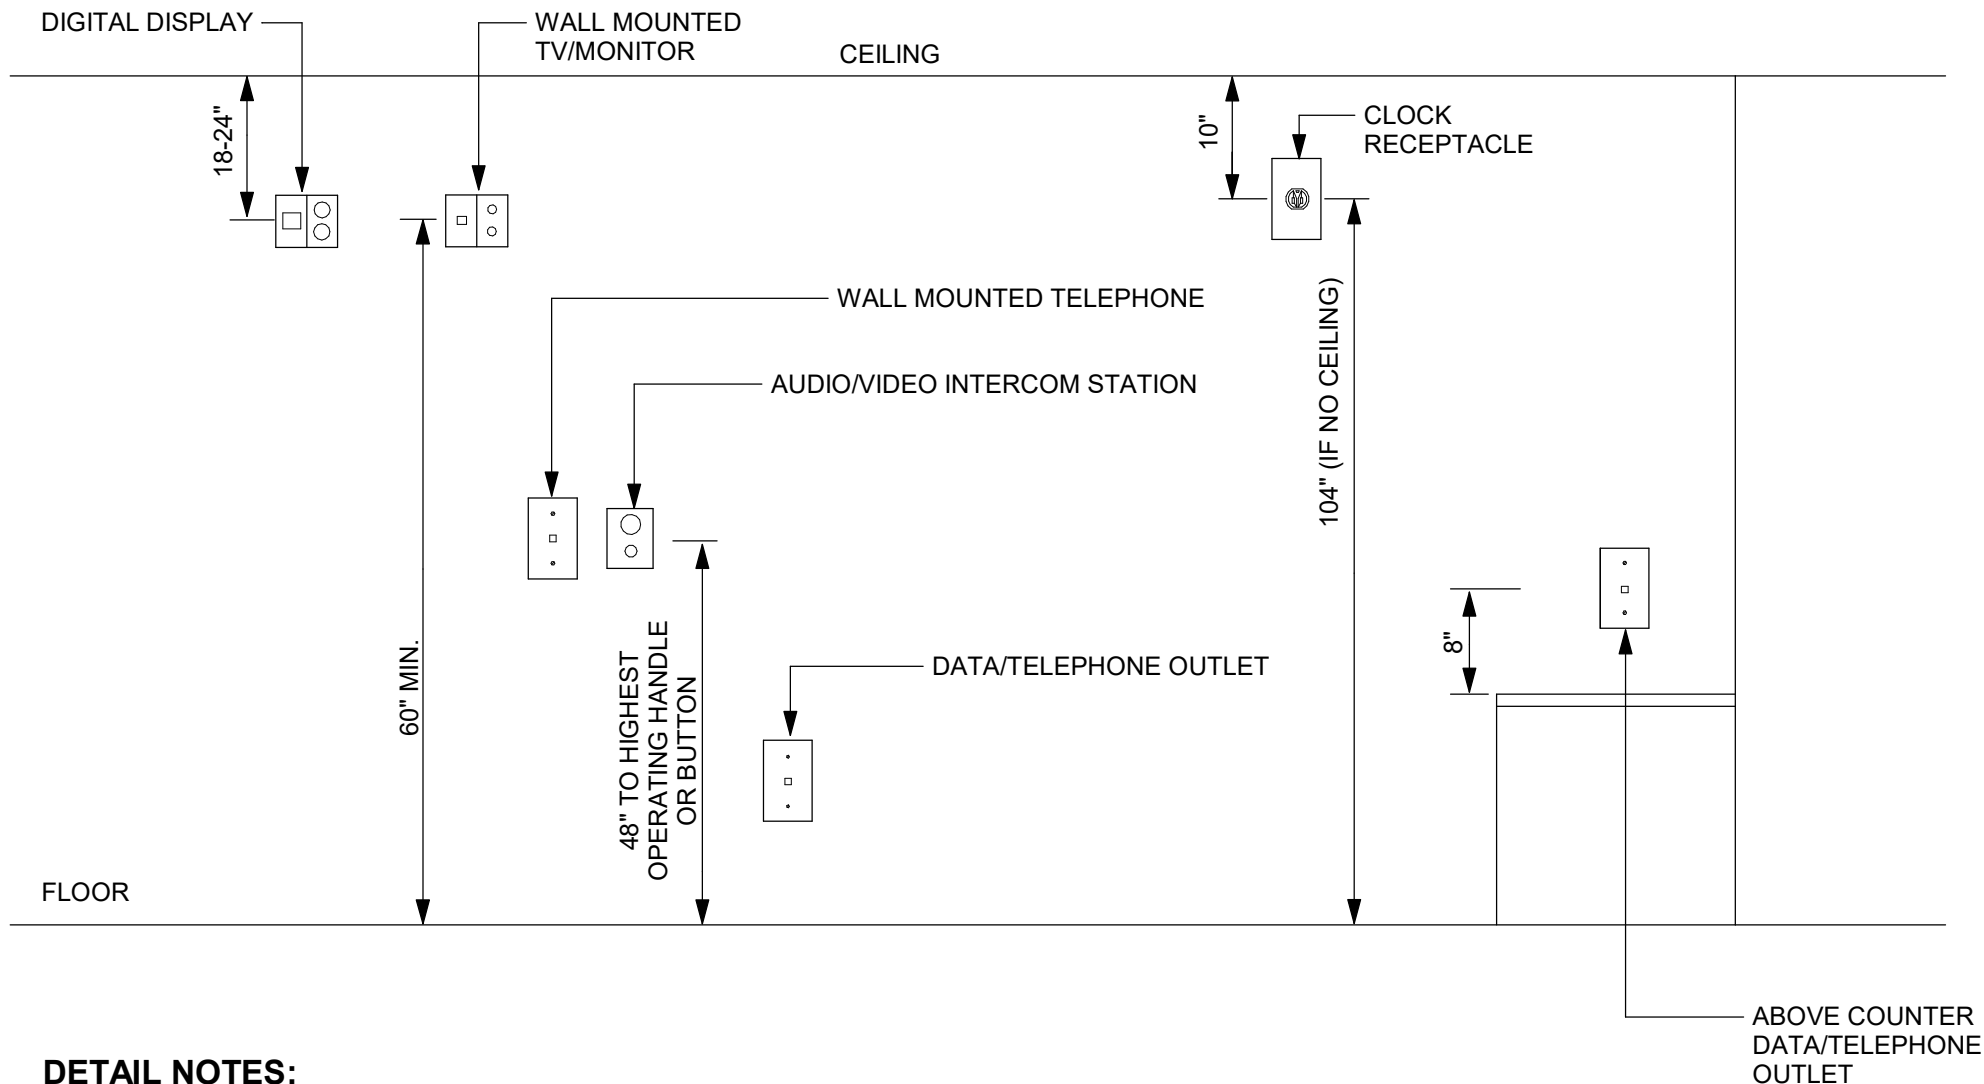 DIGITAL DISPLAY
WALL MOUNTED
TV/MONITOR
CEILING
18-24"
10"
CLOCK
RECEPTACLE
WALL MOUNTED TELEPHONE
104" (IF NO CEILING)
AUDIO/VIDEO INTERCOM STATION
60" MIN.
48" TO HIGHEST
OPERATING HANDLE
OR BUTTON
DATA/TELEPHONE OUTLET
8"
FLOOR
ABOVE COUNTER
DATA/TELEPHONE
OUTLET
DETAIL NOTES: